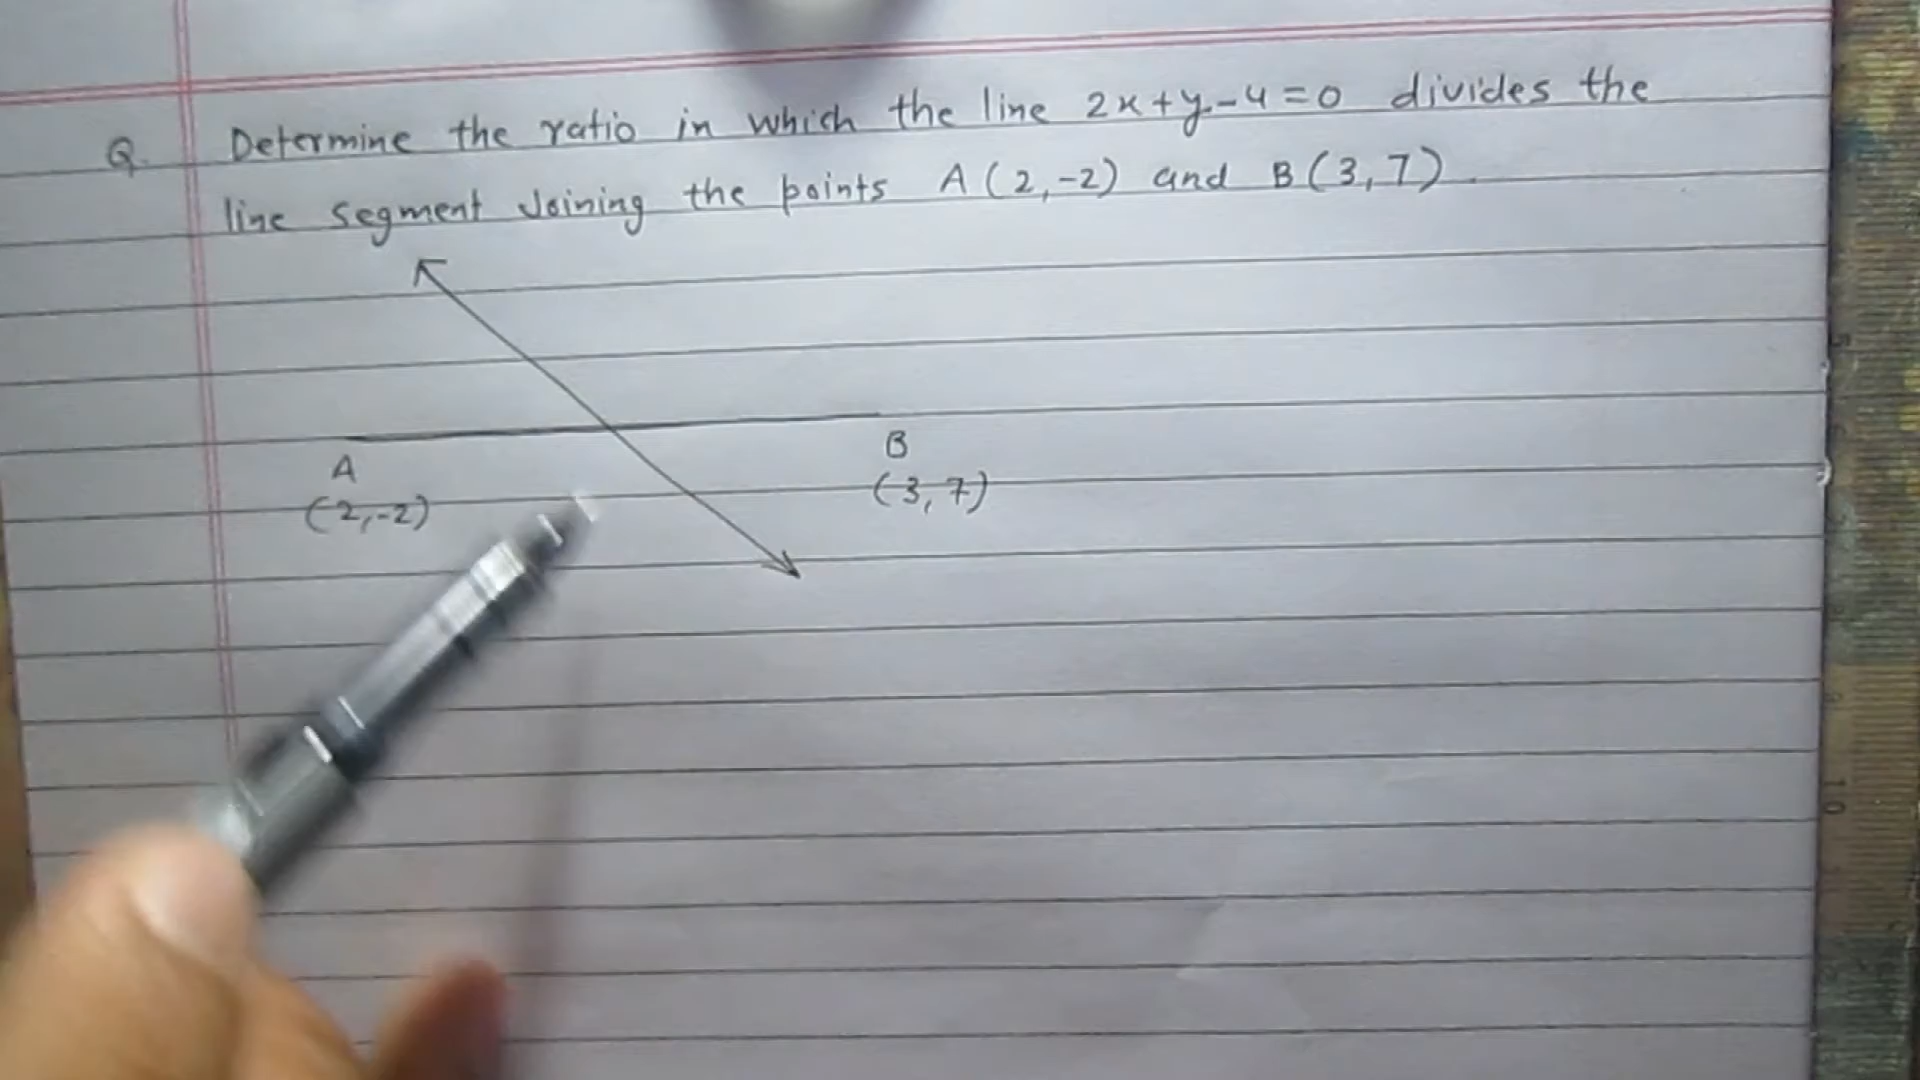 Q. Determine the ratio in which the line 2x+y-4=0 divides the
line segment Joining the points A(2,-2) and B(3,7).
A B
(2,-2) (3,7)
10